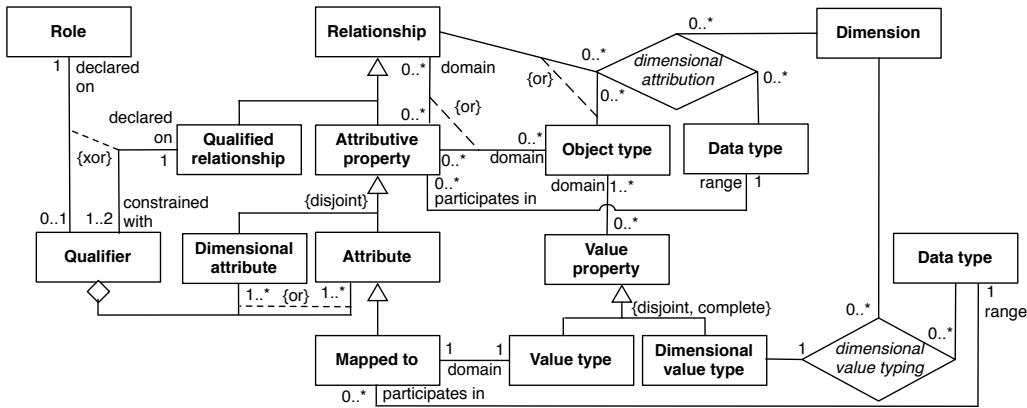 Role
Relationship
Dimension
0..*
0..*
dimensional
attribution
1
declared
on
0..*
domain
{or}
0..*
0..*
declared
on
0..*
{or}
{xor}
1
Qualified
relationship
Attributive
property
0..*
domain
0..*
Object type
Data type
0..*
participates in
domain
1..*
range
1
{disjoint}
0..1
1..2
constrained
with
0..*
Qualifier
Dimensional
attribute
Attribute
Value
property
Data type
1..*
{or}
1..*
{disjoint, complete}
1
range
0..*
0..*
Mapped to
1
domain
1
Value type
Dimensional
value type
1
dimensional
value typing
0..*
participates in